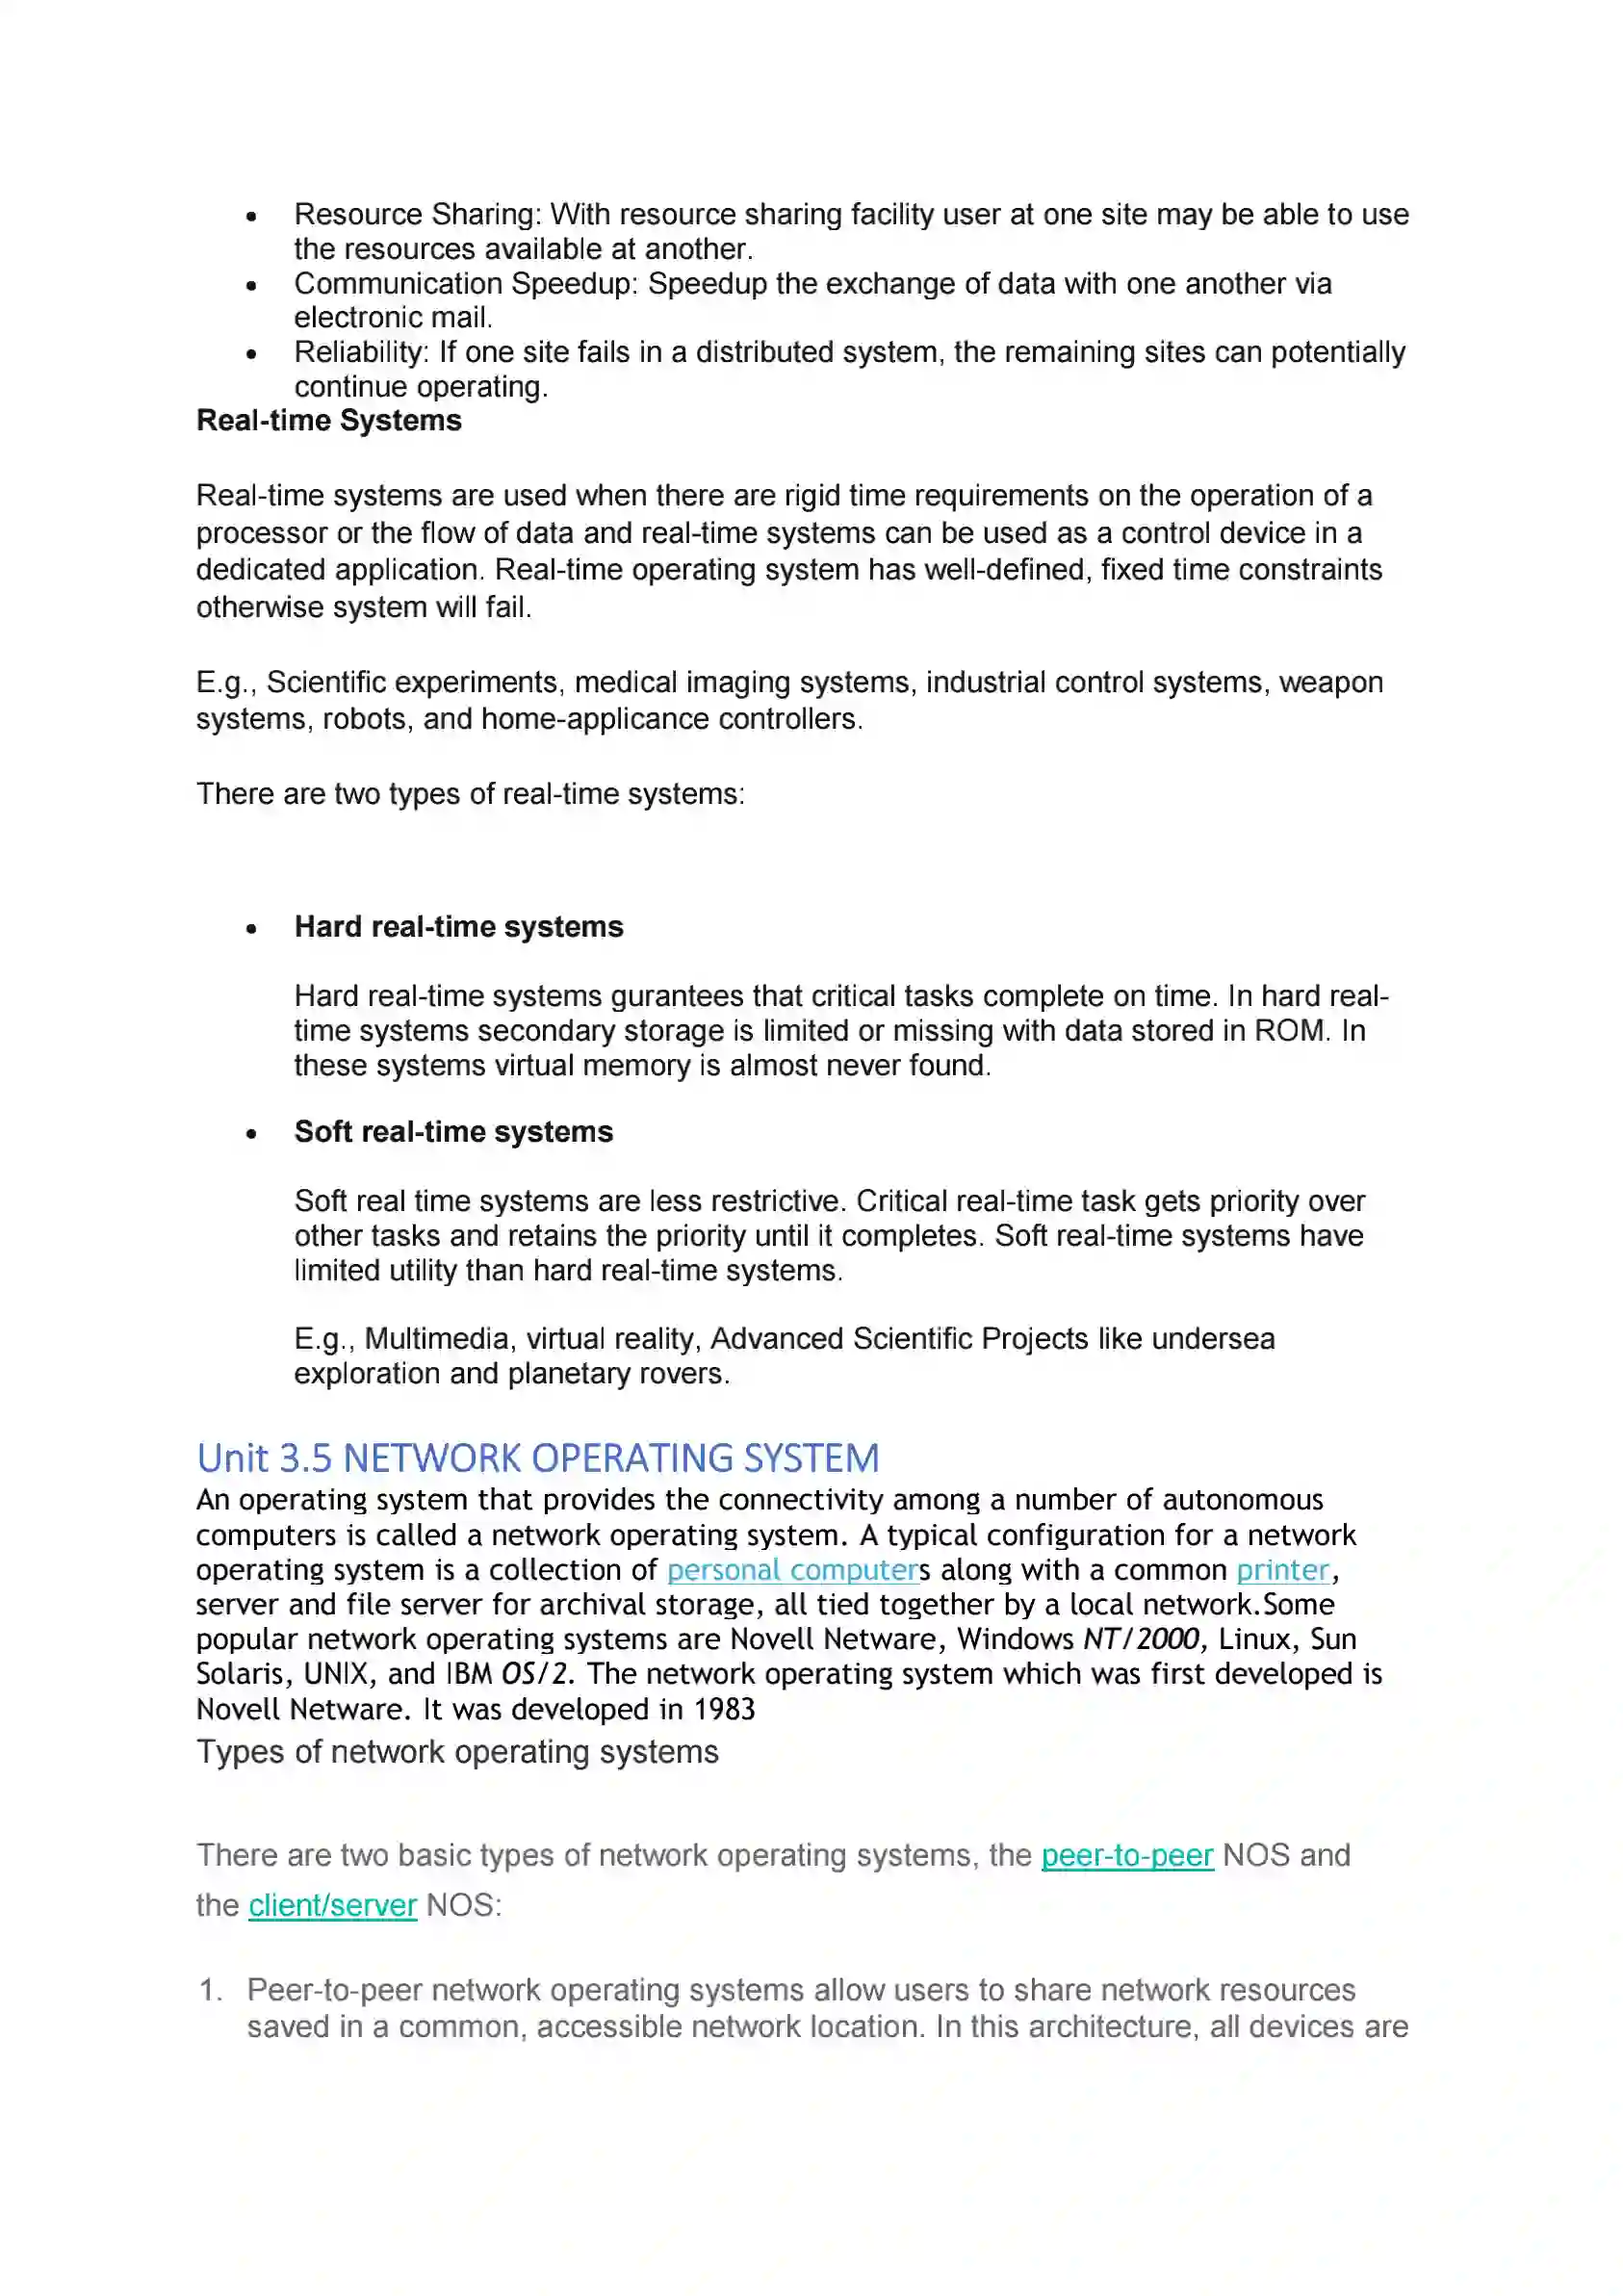 • Resource Sharing: With resource sharing facility user at one site may be able to use
the resources available at another.
• Communication Speedup: Speedup the exchange of data with one another via
electronic mail.
• Reliability: If one site fails in a distributed system, the remaining sites can potentially
continue operating.
Real-time Systems
Real-time systems are used when there are rigid time requirements on the operation of a
processor or the flow of data and real-time systems can be used as a control device in a
dedicated application. Real-time operating system has well-defined, fixed time constraints
otherwise system will fail.
E.g., Scientific experiments, medical imaging systems, industrial control systems, weapon
systems, robots, and home-applicance controllers.
There are two types of real-time systems:
• Hard real-time systems
Hard real-time systems gurantees that critical tasks complete on time. In hard real-
time systems secondary storage is limited or missing with data stored in ROM. In
these systems virtual memory is almost never found.
• Soft real-time systems
Soft real time systems are less restrictive. Critical real-time task gets priority over
other tasks and retains the priority until it completes. Soft real-time systems have
limited utility than hard real-time systems.
E.g., Multimedia, virtual reality, Advanced Scientific Projects like undersea
exploration and planetary rovers.
Unit 3.5 NETWORK OPERATING SYSTEM
An operating system that provides the connectivity among a number of autonomous
computers is called a network operating system. A typical configuration for a network
operating system is a collection of personal computers along with a common printer,
server and file server for archival storage, all tied together by a local network.Some
popular network operating systems are Novell Netware, Windows NT/2000, Linux, Sun
Solaris, UNIX, and IBM OS/2. The network operating system which was first developed is
Novell Netware. It was developed in 1983
Types of network operating systems
There are two basic types of network operating systems, the peer-to-peer NOS and
the client/server NOS:
1. Peer-to-peer network operating systems allow users to share network resources
saved in a common, accessible network location. In this architecture, all devices are